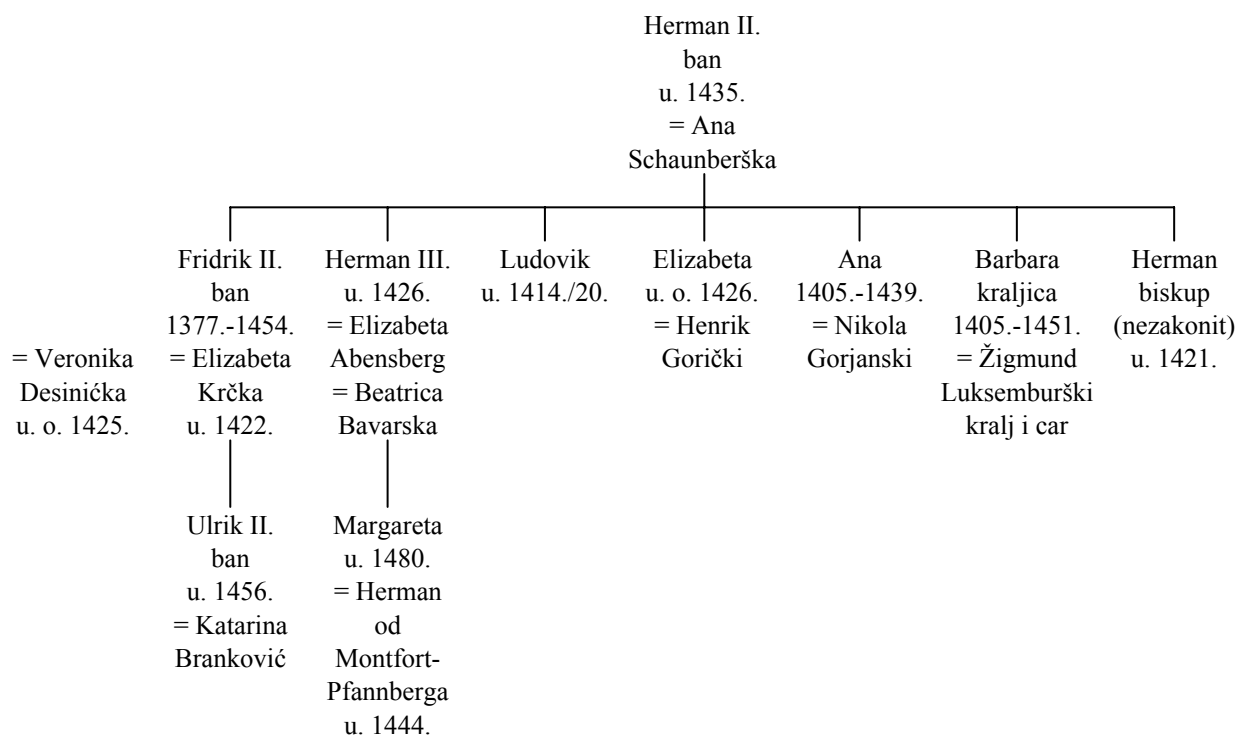 Herman II.
ban
u. 1435.
= Ana
Schaunberška
Fridrik II.
ban
1377.-1454.
= Elizabeta
Krčka
u. 1422.
= Veronika
Desinićka
u. o. 1425.
Herman III.
u. 1426.
= Elizabeta
Abensberg
= Beatrica
Bavarska
Ludovik
u. 1414./20.
Elizabeta
u. o. 1426.
= Henrik
Gorički
Ana
1405.-1439.
= Nikola
Gorjanski
Barbara
kraljica
1405.-1451.
= Žigmund
Luksemburški
kralj i car
Herman
biskup
(nezakonit)
u. 1421.
Ulrik II.
ban
u. 1456.
= Katarina
Branković
Margareta
u. 1480.
= Herman
od
Montfort-
Pfannberga
u. 1444.